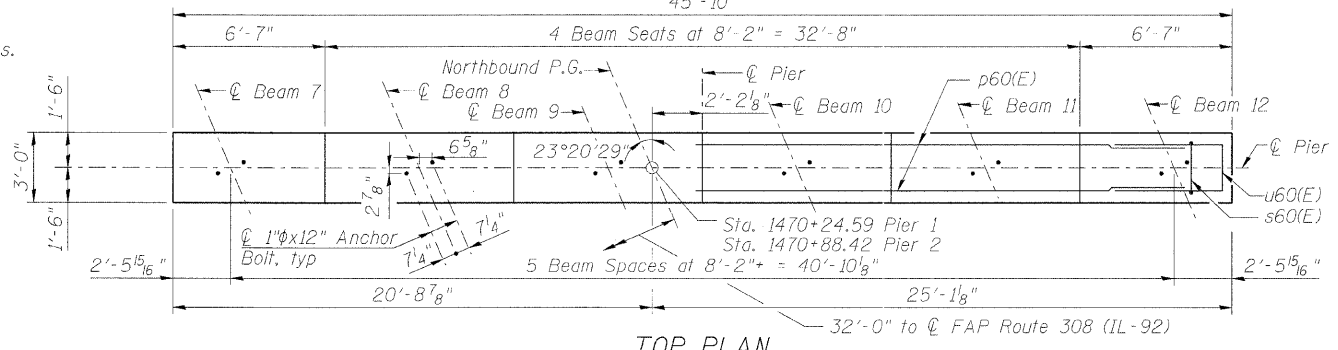 45'-10"
6'-7"
4 Beam Seats at 8'-2" = 32'-8"
6'-7"
s.
Northbound P.G.
℄ Pier
p60(E)
2'-2⅛"
℄ Beam 7
℄ Beam 8
℄ Beam 9
℄ Beam 10
℄ Beam 11
℄ Beam 12
1'-6"
3'-0"
1'-6"
6⅝"
23°20'29"
℄ Pier
2⅞"
u60(E)
s60(E)
℄ 1"ϕx12" Anchor
Bolt, typ
7¼"
7¼"
Sta. 1470+24.59 Pier 1
Sta. 1470+88.42 Pier 2
2'-5¹⁵⁄₁₆"
5 Beam Spaces at 8'-2"+ = 40'-10⅛"
2'-5¹⁵⁄₁₆"
20'-8⅞"
25'-1⅛"
32'-0" to ℄ FAP Route 308 (IL-92)
TOP PLAN